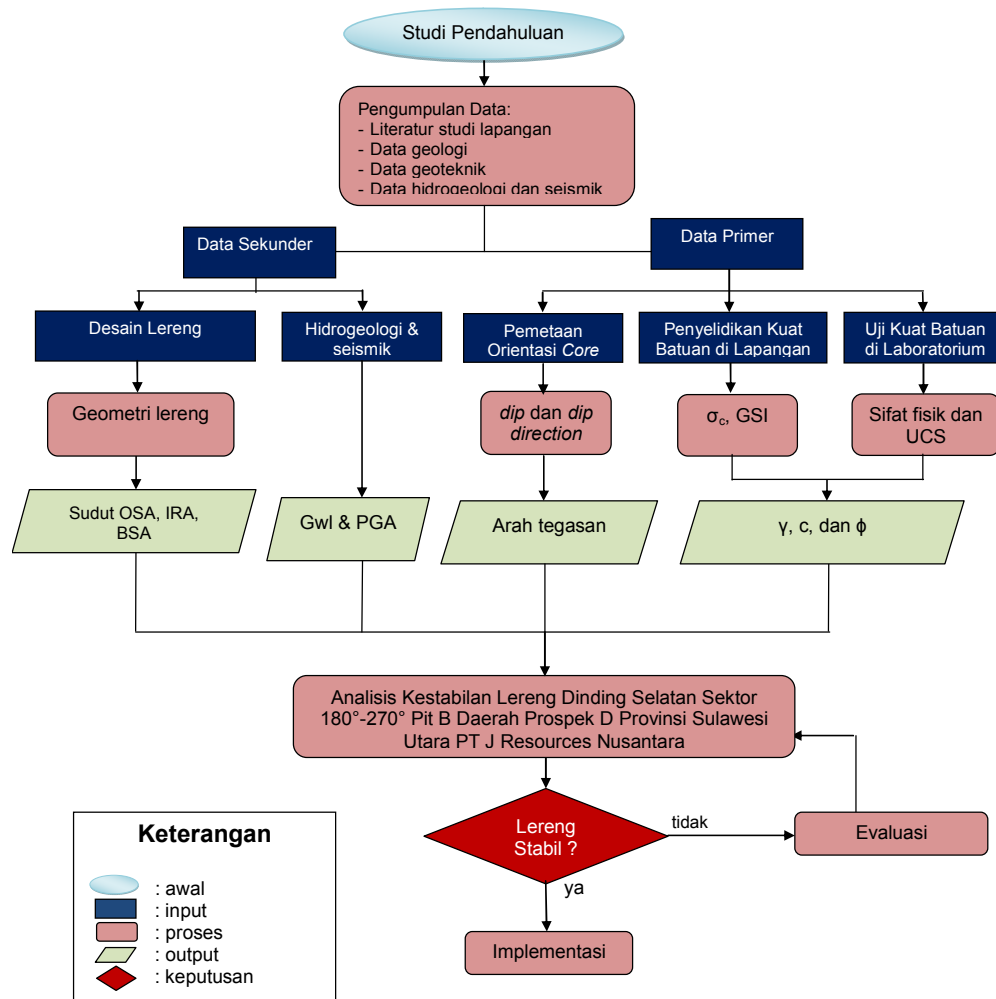 Studi Pendahuluan
Pengumpulan Data:
- Literatur studi lapangan
- Data geologi
- Data geoteknik
- Data hidrogeologi dan seismik
Data Sekunder
Data Primer
Desain Lereng
Hidrogeologi &
seismik
Pemetaan
Orientasi Core
Penyelidikan Kuat
Batuan di Lapangan
Uji Kuat Batuan
di Laboratorium
Geometri lereng
dip dan dip
direction
σc, GSI
Sifat fisik dan
UCS
Sudut OSA, IRA,
BSA
Gwl & PGA
Arah tegasan
γ, c, dan ϕ
Analisis Kestabilan Lereng Dinding Selatan Sektor
180°-270° Pit B Daerah Prospek D Provinsi Sulawesi
Utara PT J Resources Nusantara
Lereng
Stabil ?
tidak
Evaluasi
ya
Implementasi
Keterangan
: awal
: input
: proses
: output
: keputusan